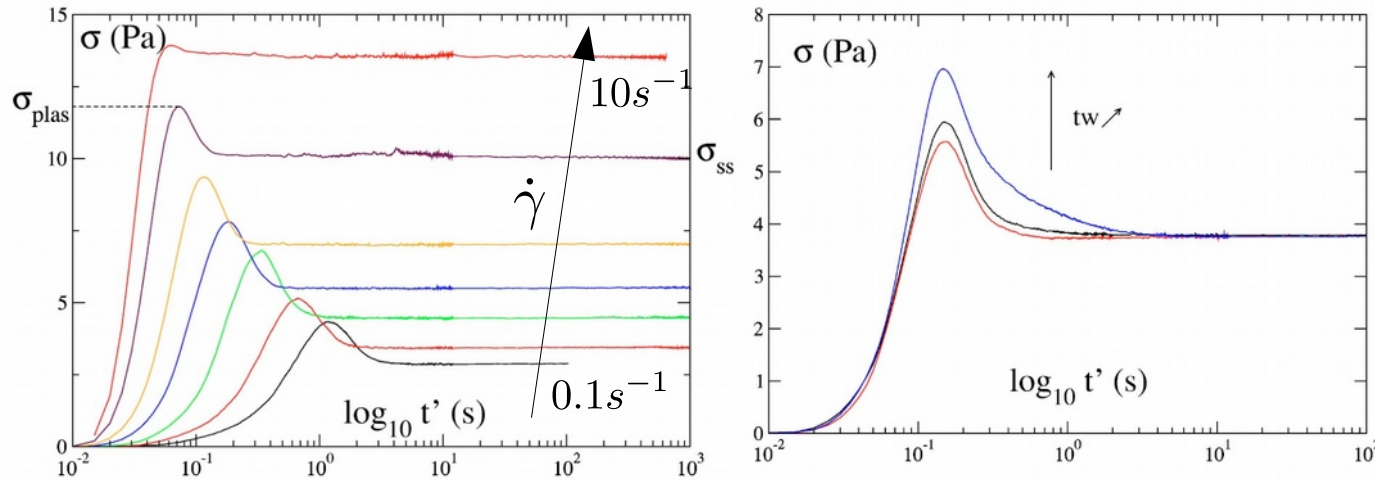 15
σ (Pa)
10s⁻¹
σplas
10
γ̇
5
0.1s⁻¹
log₁₀ t' (s)
0
10⁻² 10⁻¹ 10⁰ 10¹ 10² 10³
8
σ (Pa)
7
tw
6
σss
5
4
3
2
log₁₀ t' (s)
1
0
10⁻² 10⁻¹ 10⁰ 10¹ 10